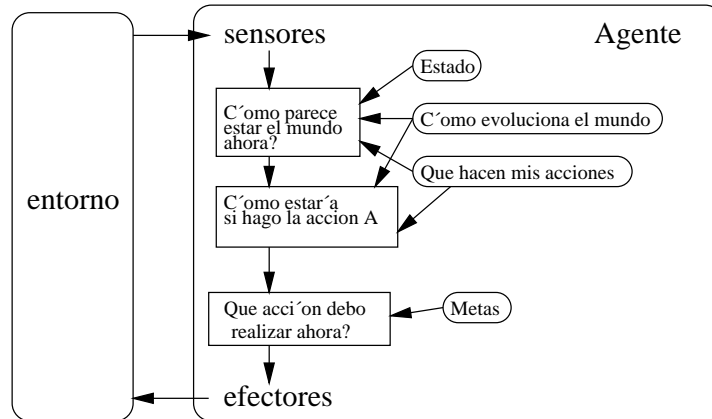 sensores
Agente
Estado
C´omo parece
estar el mundo
ahora?
C´omo evoluciona el mundo
Que hacen mis acciones
entorno
C´omo estar´a
si hago la accion A
Que acci´on debo
realizar ahora?
Metas
efectores